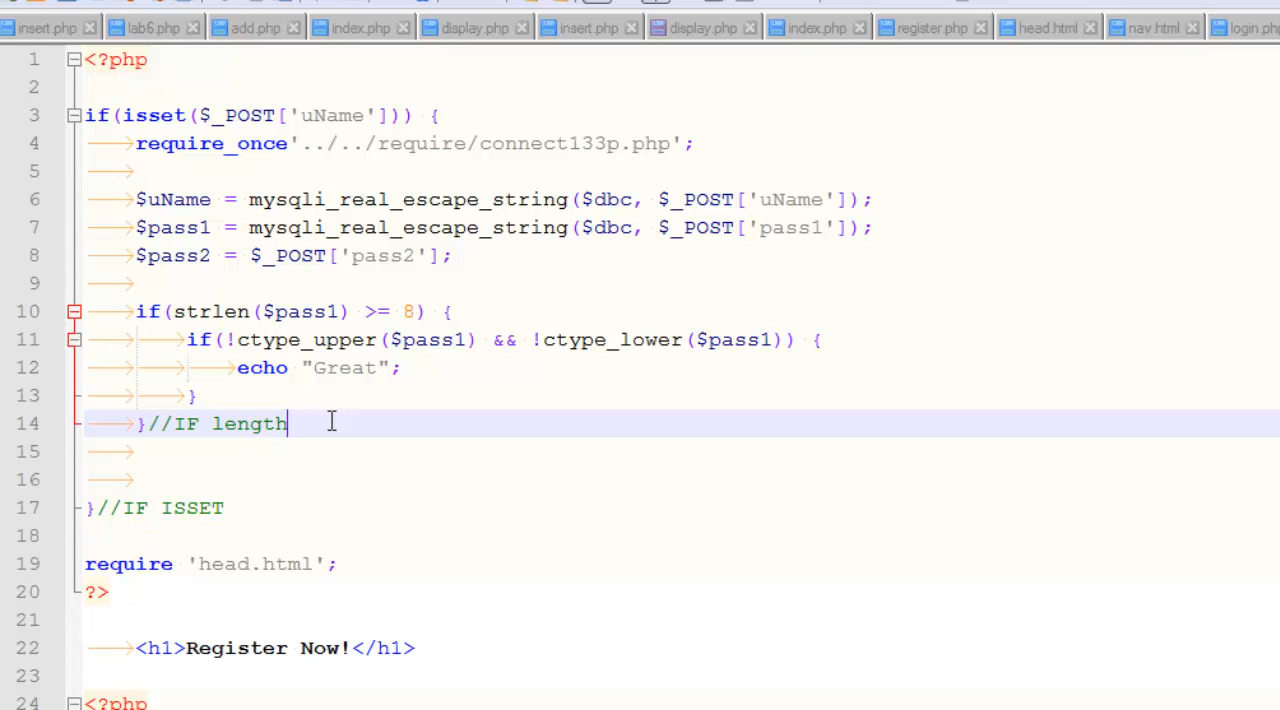 insert.php lab6.php add.php index.php display.php insert.php display.php index.php register.php head.html nav.html login.php
1 <?php
2
3 if(isset($_POST['uName'])) {
4 require_once'../../require/connect133p.php';
5
6 $uName = mysqli_real_escape_string($dbc, $_POST['uName']);
7 $pass1 = mysqli_real_escape_string($dbc, $_POST['pass1']);
8 $pass2 = $_POST['pass2'];
9
10 if(strlen($pass1) >= 8) {
11 if(!ctype_upper($pass1) && !ctype_lower($pass1)) {
12 echo "Great";
13 }
14 }//IF length
15
16
17 }//IF ISSET
18
19 require 'head.html';
20 ?>
21
22 <h1>Register Now!</h1>
23
24 <?php